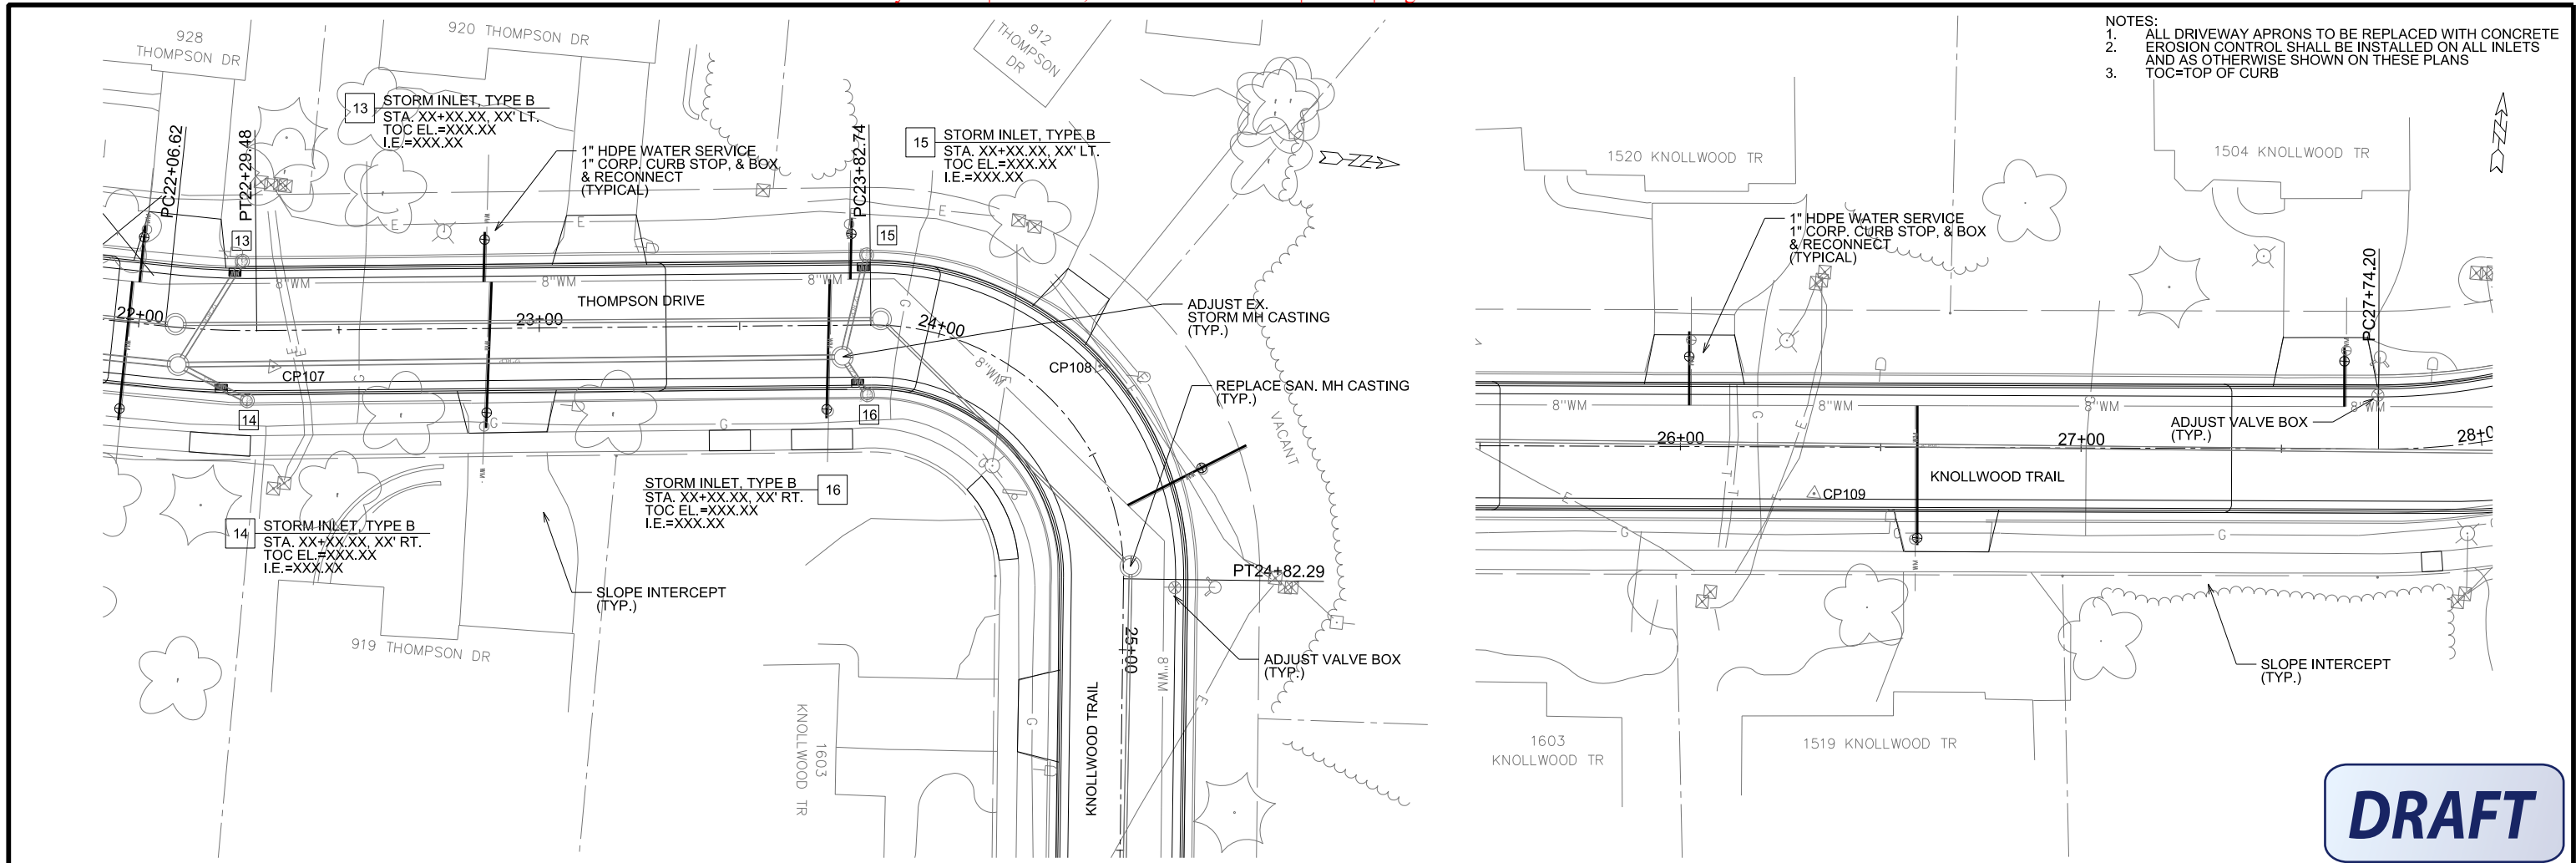 NOTES:
1. ALL DRIVEWAY APRONS TO BE REPLACED WITH CONCRETE
2. EROSION CONTROL SHALL BE INSTALLED ON ALL INLETS
AND AS OTHERWISE SHOWN ON THESE PLANS
3. TOC=TOP OF CURB
928
THOMPSON DR
920 THOMPSON DR
912
THOMPSON
DR
13
STORM INLET, TYPE B
STA. XX+XX.XX, XX' LT.
TOC EL.=XXX.XX
I.E.=XXX.XX
1" HDPE WATER SERVICE
1" CORP. CURB STOP, & BOX
& RECONNECT
(TYPICAL)
15
STORM INLET, TYPE B
STA. XX+XX.XX, XX' LT.
TOC EL.=XXX.XX
I.E.=XXX.XX
PC22+06.62
PT22+29.48
PC23+82.74
E
E
E
13
15
8"WM
8"WM
8"WM
THOMPSON DRIVE
22+00
23+00
24+00
G
ADJUST EX.
STORM MH CASTING
(TYP.)
E
E
G
CP107
8"WM
G
CP108
E
REPLACE SAN. MH CASTING
(TYP.)
14
16
G
G
VACANT
STORM INLET, TYPE B
STA. XX+XX.XX, XX' RT.
TOC EL.=XXX.XX
I.E.=XXX.XX
16
14
STORM INLET, TYPE B
STA. XX+XX.XX, XX' RT.
TOC EL.=XXX.XX
I.E.=XXX.XX
SLOPE INTERCEPT
(TYP.)
919 THOMPSON DR
PT24+82.29
25+00
8"WM
ADJUST VALVE BOX
(TYP.)
E
G
KNOLLWOOD TRAIL
1603
KNOLLWOOD TR
1520 KNOLLWOOD TR
1504 KNOLLWOOD TR
1" HDPE WATER SERVICE
1" CORP. CURB STOP, & BOX
& RECONNECT
(TYPICAL)
PC27+74.20
8"WM
8"WM
8"WM
8"WM
G
E
G
ADJUST VALVE BOX
(TYP.)
26+00
27+00
28+0
KNOLLWOOD TRAIL
E
T
T
CP109
G
G
G
SLOPE INTERCEPT
(TYP.)
1603
KNOLLWOOD TR
1519 KNOLLWOOD TR
DRAFT